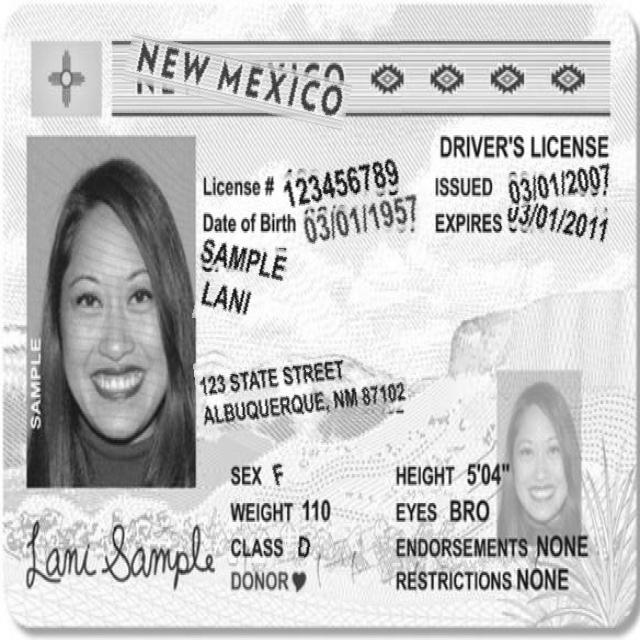 NEW MEXICO
DRIVER'S LICENSE
License # 123456789
ISSUED 03/01/2007
Date of Birth 03/01/1957
EXPIRES 03/01/2011
SAMPLE
LANI
123 STATE STREET
ALBUQUERQUE, NM 87102
SAMPLE
SEX F
HEIGHT 5'04"
WEIGHT 110
EYES BRO
CLASS D
ENDORSEMENTS NONE
DONOR♥
RESTRICTIONS NONE
Lani Sample